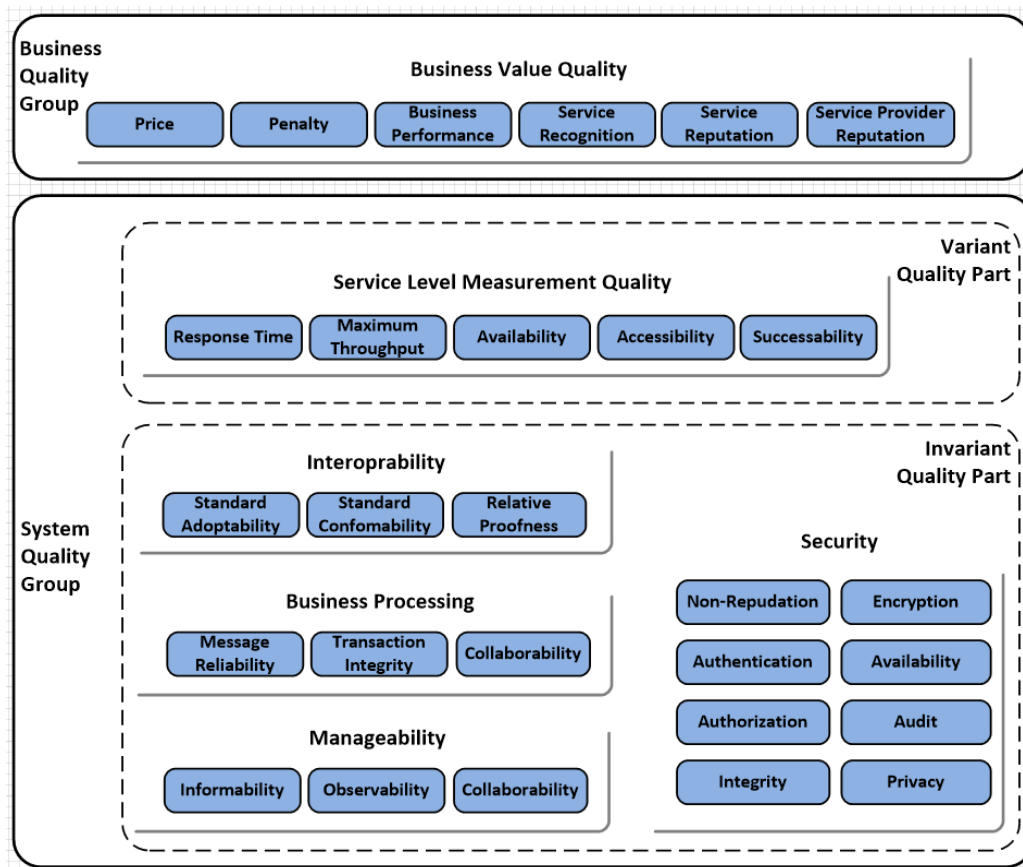 Business
Quality
Group
Business Value Quality
Price
Penalty
Business
Performance
Service
Recognition
Service
Reputation
Service Provider
Reputation
Variant
Quality Part
Service Level Measurement Quality
Response Time
Maximum
Throughput
Availability
Accessibility
Successability
System
Quality
Group
Invariant
Quality Part
Interoprability
Standard
Adoptability
Standard
Confomability
Relative
Proofness
Business Processing
Message
Reliability
Transaction
Integrity
Collaborability
Manageability
Informability
Observability
Collaborability
Security
Non-Repudation
Encryption
Authentication
Availability
Authorization
Audit
Integrity
Privacy